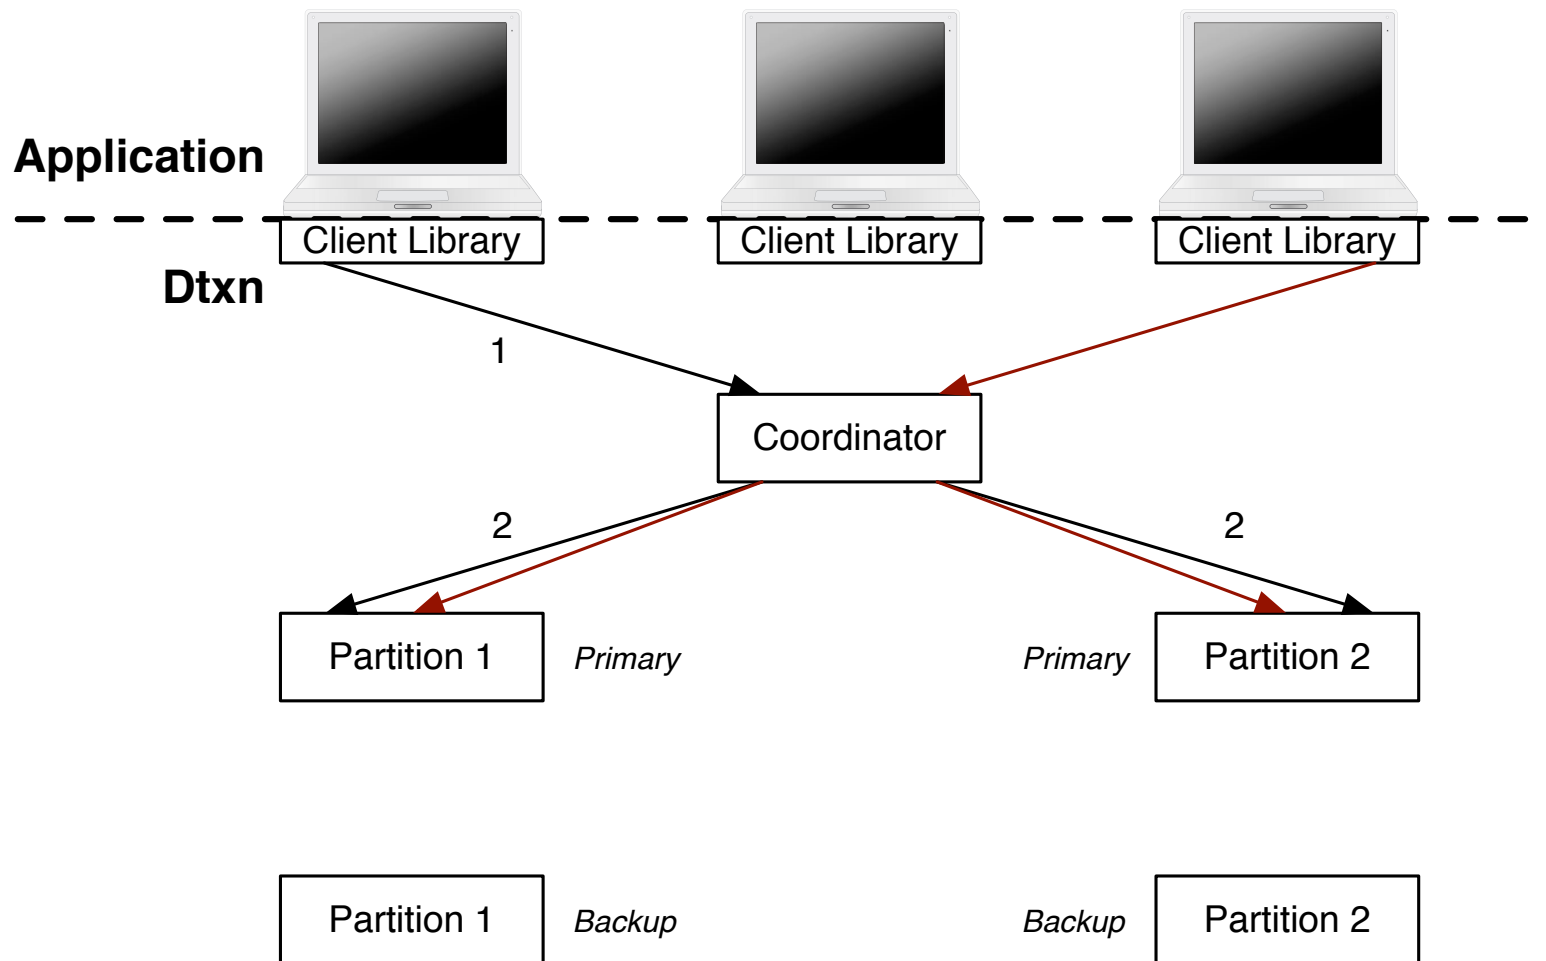 Application
Client Library
Client Library
Client Library
Dtxn
1
Coordinator
2
2
Partition 1
Primary
Primary
Partition 2
Partition 1
Backup
Backup
Partition 2